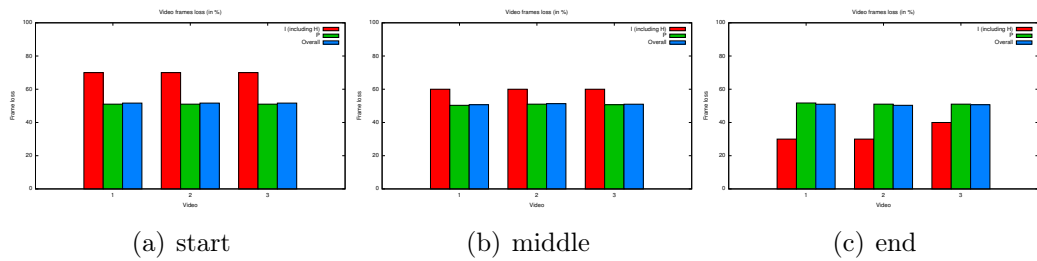 Video frames loss (in %)
I (including H)
P
Overall
100
80
60
40
20
0
Frame loss
1 2 3
Video
(a) start
Video frames loss (in %)
I (including H)
P
Overall
100
80
60
40
20
0
Frame loss
1 2 3
Video
(b) middle
Video frames loss (in %)
I (including H)
P
Overall
100
80
60
40
20
0
Frame loss
1 2 3
Video
(c) end